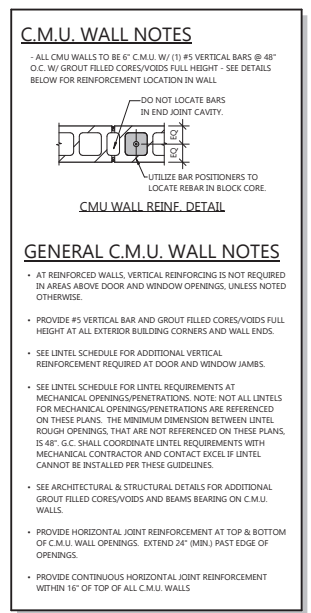 C.M.U. WALL NOTES
- ALL CMU WALLS TO BE 6" C.M.U. W/ (1) #5 VERTICAL BARS @ 48"
O.C. W/ GROUT FILLED CORES/VOIDS FULL HEIGHT - SEE DETAILS
BELOW FOR REINFORCEMENT LOCATION IN WALL
DO NOT LOCATE BARS
IN END JOINT CAVITY.
EQ
EQ
UTILIZE BAR POSITIONERS TO
LOCATE REBAR IN BLOCK CORE.
CMU WALL REINF. DETAIL
GENERAL C.M.U. WALL NOTES
• AT REINFORCED WALLS, VERTICAL REINFORCING IS NOT REQUIRED
IN AREAS ABOVE DOOR AND WINDOW OPENINGS, UNLESS NOTED
OTHERWISE.
• PROVIDE #5 VERTICAL BAR AND GROUT FILLED CORES/VOIDS FULL
HEIGHT AT ALL EXTERIOR BUILDING CORNERS AND WALL ENDS.
• SEE LINTEL SCHEDULE FOR ADDITIONAL VERTICAL
REINFORCEMENT REQUIRED AT DOOR AND WINDOW JAMBS.
• SEE LINTEL SCHEDULE FOR LINTEL REQUIREMENTS AT
MECHANICAL OPENINGS/PENETRATIONS. NOTE: NOT ALL LINTELS
FOR MECHANICAL OPENINGS/PENETRATIONS ARE REFERENCED
ON THESE PLANS. THE MINIMUM DIMENSION BETWEEN LINTEL
ROUGH OPENINGS, THAT ARE NOT REFERENCED ON THESE PLANS,
IS 48". G.C. SHALL COORDINATE LINTEL REQUIREMENTS WITH
MECHANICAL CONTRACTOR AND CONTACT EXCEL IF LINTEL
CANNOT BE INSTALLED PER THESE GUIDELINES.
• SEE ARCHITECTURAL & STRUCTURAL DETAILS FOR ADDITIONAL
GROUT FILLED CORES/VOIDS AND BEAMS BEARING ON C.M.U.
WALLS.
• PROVIDE HORIZONTAL JOINT REINFORCEMENT AT TOP & BOTTOM
OF C.M.U. WALL OPENINGS. EXTEND 24" (MIN.) PAST EDGE OF
OPENINGS.
• PROVIDE CONTINUOUS HORIZONTAL JOINT REINFORCEMENT
WITHIN 16" OF TOP OF ALL C.M.U. WALLS